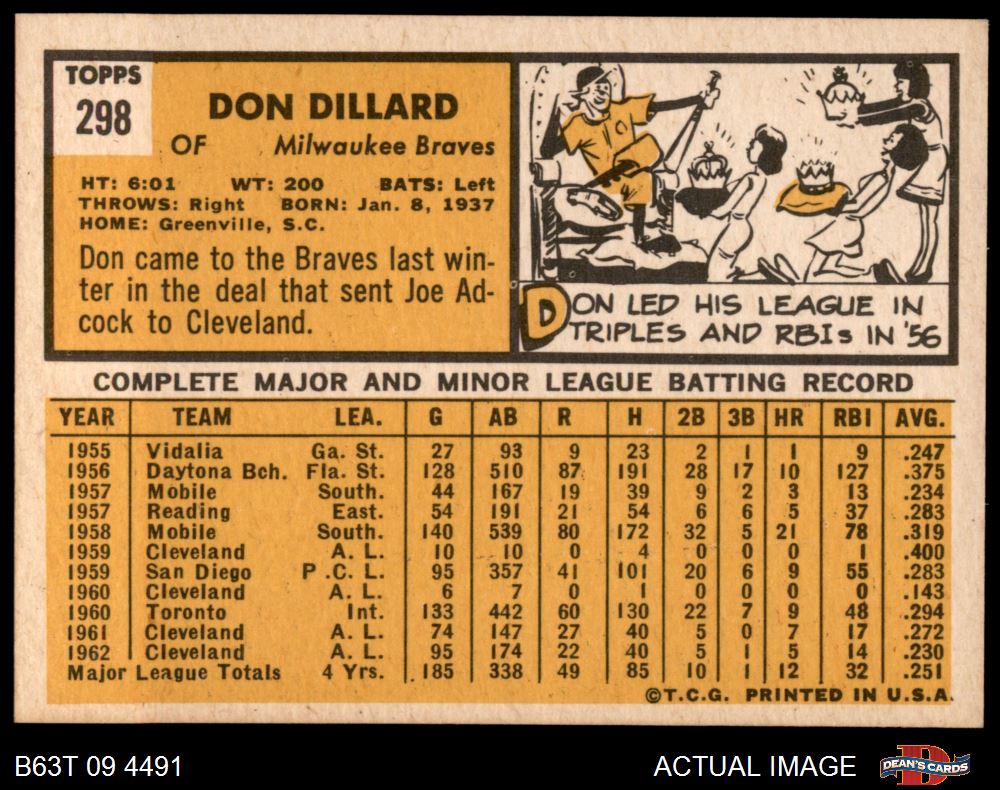 TOPPS
298
DON DILLARD
OF Milwaukee Braves
HT: 6:01 WT: 200 BATS: Left
THROWS: Right BORN: Jan. 8, 1937
HOME: Greenville, S.C.
Don came to the Braves last win-
ter in the deal that sent Joe Ad-
cock to Cleveland.
DON LED HIS LEAGUE IN
TRIPLES AND RBIs IN '56
COMPLETE MAJOR AND MINOR LEAGUE BATTING RECORD
YEAR TEAM LEA. G AB R H 2B 3B HR RBI AVG.
1955 Vidalia Ga. St. 27 93 9 23 2 1 1 9 .247
1956 Daytona Bch. Fla. St. 128 510 87 191 28 17 10 127 .375
1957 Mobile South. 44 167 19 39 9 2 3 13 .234
1957 Reading East. 54 191 21 54 6 6 5 37 .283
1958 Mobile South. 140 539 80 172 32 5 21 78 .319
1959 Cleveland A. L. 10 10 0 4 0 0 0 1 .400
1959 San Diego P .C. L. 95 357 41 101 20 6 9 55 .283
1960 Cleveland A. L. 6 7 0 1 0 0 0 0 .143
1960 Toronto Int. 133 442 60 130 22 7 9 48 .294
1961 Cleveland A. L. 74 147 27 40 5 0 7 17 .272
1962 Cleveland A. L. 95 174 22 40 5 1 5 14 .230
Major League Totals 4 Yrs. 185 338 49 85 10 1 12 32 .251
©T.C.G. PRINTED IN U.S.A.
B63T 09 4491 ACTUAL IMAGE DEAN'S CARDS